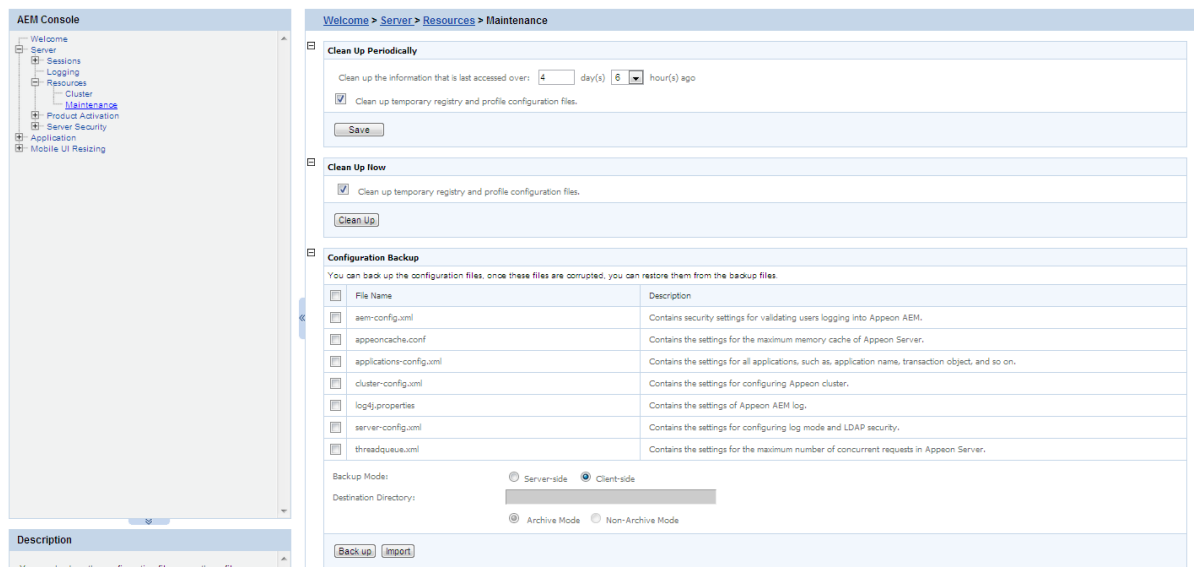 AEM Console
Welcome
Server
Sessions
Logging
Resources
Cluster
Maintenance
Product Activation
Server Security
Application
Mobile UI Resizing
Description
Welcome > Server > Resources > Maintenance
Clean Up Periodically
Clean up the information that is last accessed over: 4 day(s) 6 hour(s) ago
Clean up temporary registry and profile configuration files.
Save
Clean Up Now
Clean up temporary registry and profile configuration files.
Clean Up
Configuration Backup
You can back up the configuration files, once these files are corrupted, you can restore them from the backup files.
File Name Description
aem-config.xml Contains security settings for validating users logging into Appeon AEM.
appeoncache.conf Contains the settings for the maximum memory cache of Appeon Server.
applications-config.xml Contains the settings for all applications, such as, application name, transaction object, and so on.
cluster-config.xml Contains the settings for configuring Appeon cluster.
log4j.properties Contains the settings of Appeon AEM log.
server-config.xml Contains the settings for configuring log mode and LDAP security.
threadqueue.xml Contains the settings for the maximum number of concurrent requests in Appeon Server.
Backup Mode: Server-side Client-side
Destination Directory:
Archive Mode Non-Archive Mode
Back up Import